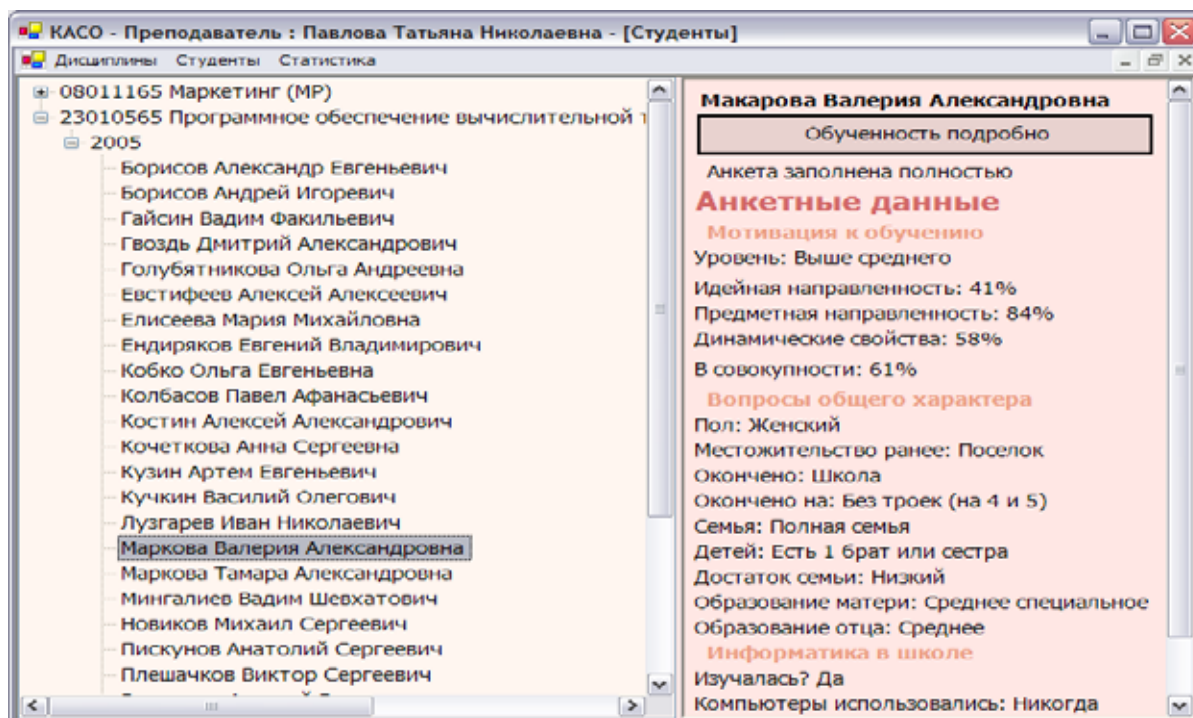 КАСО - Преподаватель : Павлова Татьяна Николаевна - [Студенты]
Дисциплины Студенты Статистика
08011165 Маркетинг (МР)
23010565 Программное обеспечение вычислительной т
2005
Борисов Александр Евгеньевич
Борисов Андрей Игоревич
Гайсин Вадим Факильевич
Гвоздь Дмитрий Александрович
Голубятникова Ольга Андреевна
Евстифеев Алексей Алексеевич
Елисеева Мария Михайловна
Ендиряков Евгений Владимирович
Кобко Ольга Евгеньевна
Колбасов Павел Афанасьевич
Костин Алексей Александрович
Кочеткова Анна Сергеевна
Кузин Артем Евгеньевич
Кучкин Василий Олегович
Лузгарев Иван Николаевич
Маркова Валерия Александровна
Маркова Тамара Александровна
Мингалиев Вадим Шевхатович
Новиков Михаил Сергеевич
Пискунов Анатолий Сергеевич
Плешачков Виктор Сергеевич
Макарова Валерия Александровна
Обученность подробно
Анкета заполнена полностью
Анкетные данные
Мотивация к обучению
Уровень: Выше среднего
Идейная направленность: 41%
Предметная направленность: 84%
Динамические свойства: 58%
В совокупности: 61%
Вопросы общего характера
Пол: Женский
Местожительство ранее: Поселок
Окончено: Школа
Окончено на: Без троек (на 4 и 5)
Семья: Полная семья
Детей: Есть 1 брат или сестра
Достаток семьи: Низкий
Образование матери: Среднее специальное
Образование отца: Среднее
Информатика в школе
Изучалась? Да
Компьютеры использовались: Никогда